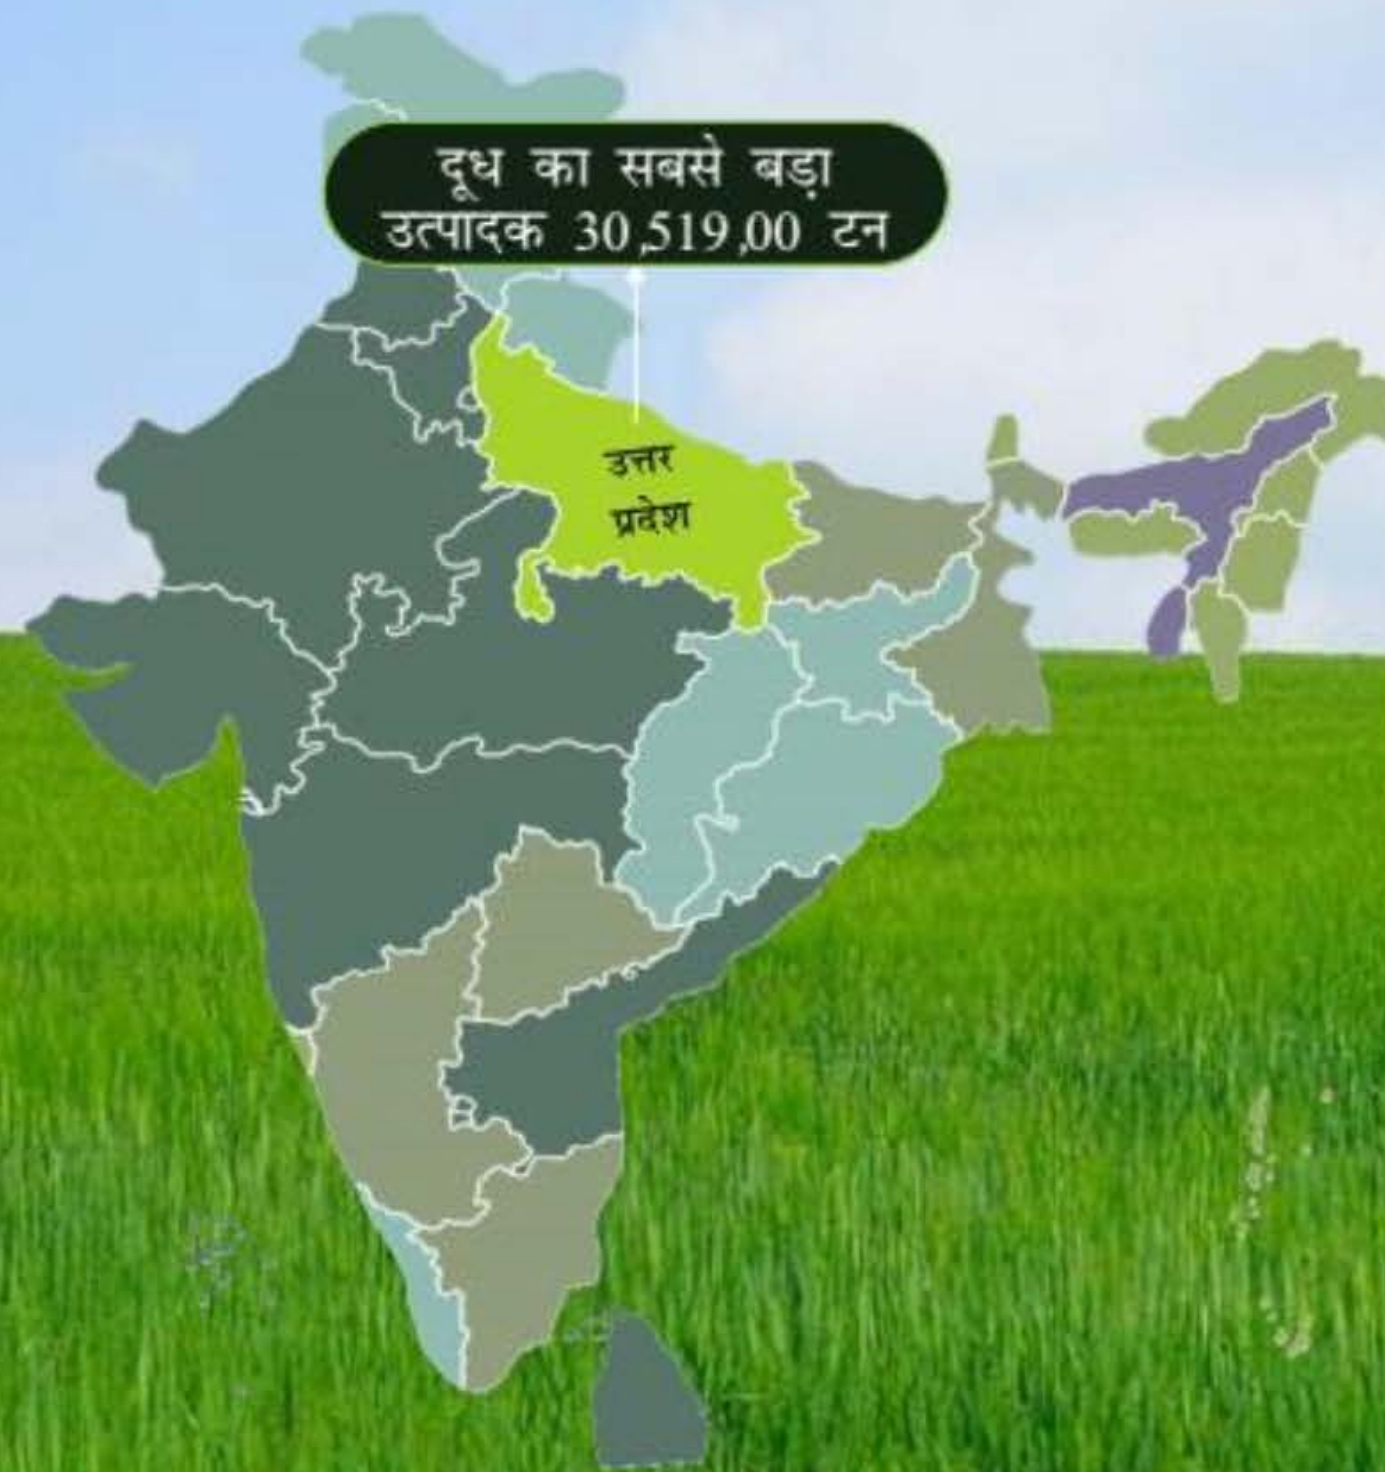 दूध का सबसे बड़ा
उत्पादक 30,519,00 टन
उत्तर
प्रदेश